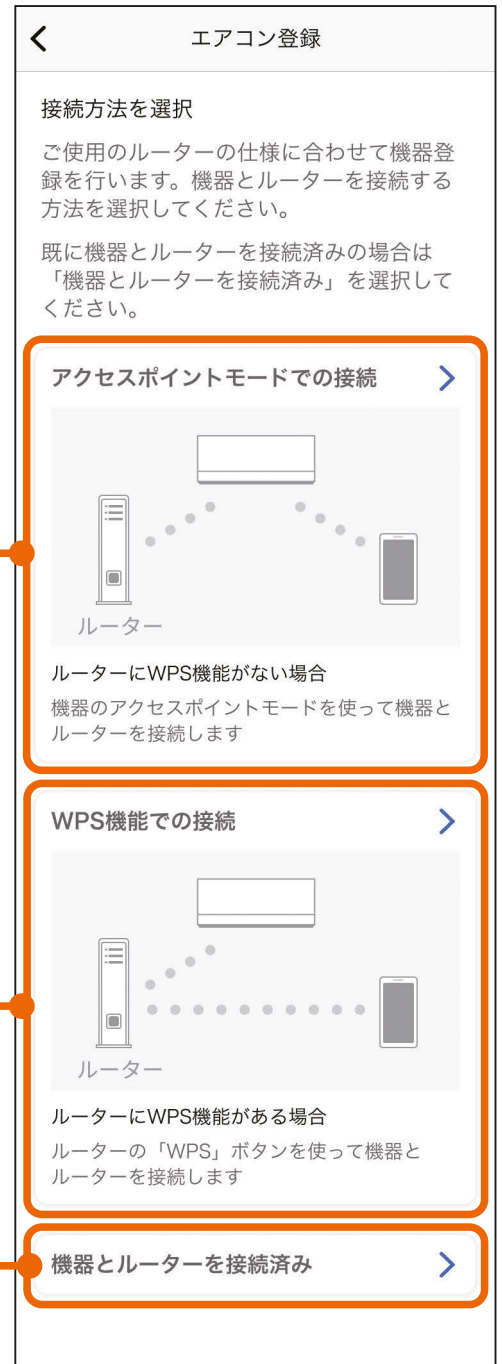 エアコン登録
接続方法を選択
ご使用のルーターの仕様に合わせて機器登
録を行います。機器とルーターを接続する
方法を選択してください。
既に機器とルーターを接続済みの場合は
「機器とルーターを接続済み」を選択して
ください。
アクセスポイントモードでの接続
ルーター
ルーターにWPS機能がない場合
機器のアクセスポイントモードを使って機器と
ルーターを接続します
WPS機能での接続
ルーター
ルーターにWPS機能がある場合
ルーターの「WPS」ボタンを使って機器と
ルーターを接続します
機器とルーターを接続済み